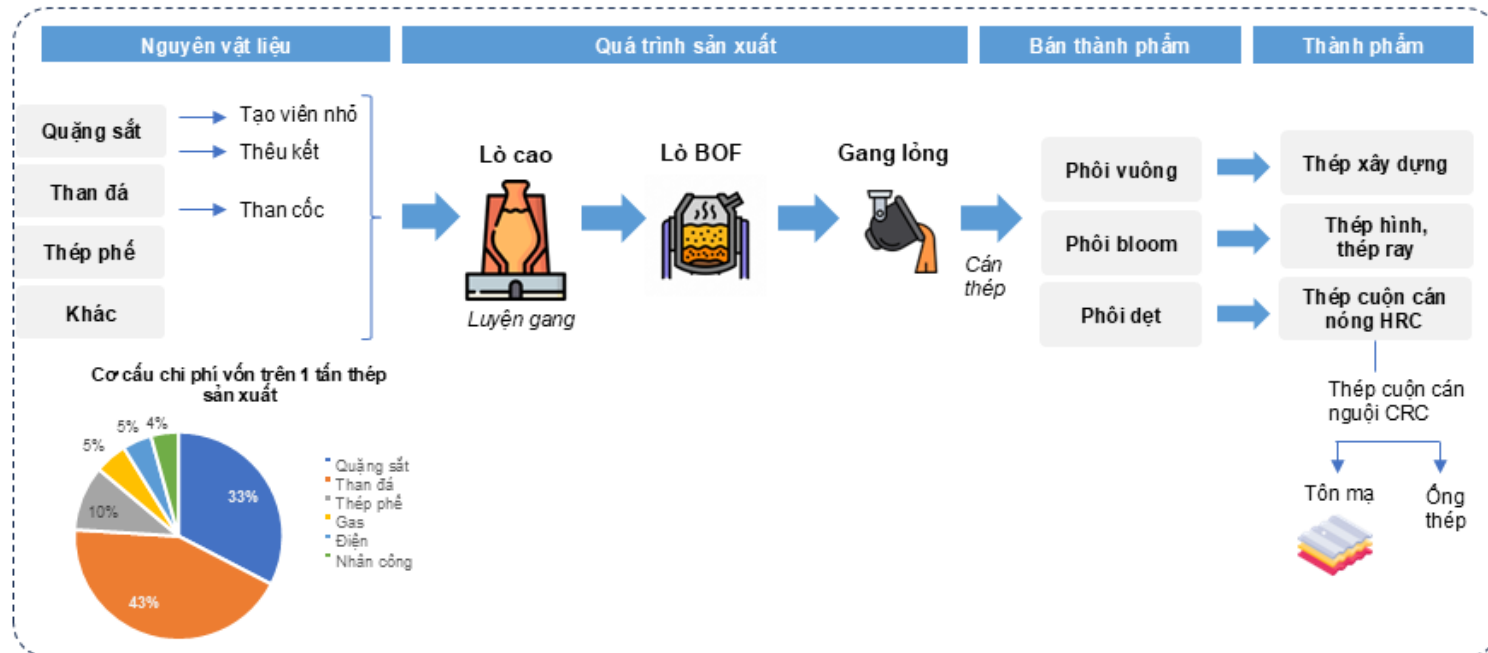 Nguyên vật liệu
Quá trình sản xuất
Bán thành phẩm
Thành phẩm
Quặng sắt
Than đá
Thép phế
Khác
Tạo viên nhỏ
Thêu kết
Than cốc
Lò cao
Luyện gang
Lò BOF
Gang lỏng
Cán
thép
Phôi vuông
Phôi bloom
Phôi dẹt
Thép xây dựng
Thép hình,
thép ray
Thép cuộn cán
nóng HRC
Thép cuộn cán
nguội CRC
Tôn mạ
Ống
thép
Cơ cấu chi phí vốn trên 1 tấn thép
sản xuất
33%
43%
10%
5%
5%
4%
Quặng sắt
Than đá
Thép phế
Gas
Điện
Nhân công